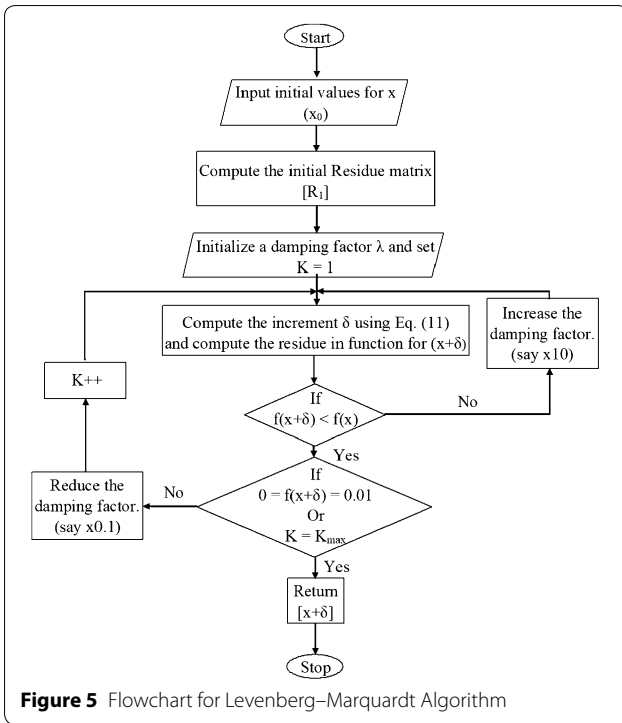 Start
Input initial values for x
(x₀)
Compute the initial Residue matrix
[R₁]
Initialize a damping factor λ and set
K = 1
Compute the increment δ using Eq. (11)
and compute the residue in function for (x+δ)
Increase the
damping factor.
(say x10)
K++
If
f(x+δ) < f(x)
No
Yes
If
0 = f(x+δ) = 0.01
Or
K = Kmax
No
Reduce the
damping factor.
(say x0.1)
Yes
Return
[x+δ]
Stop
Figure 5 Flowchart for Levenberg–Marquardt Algorithm